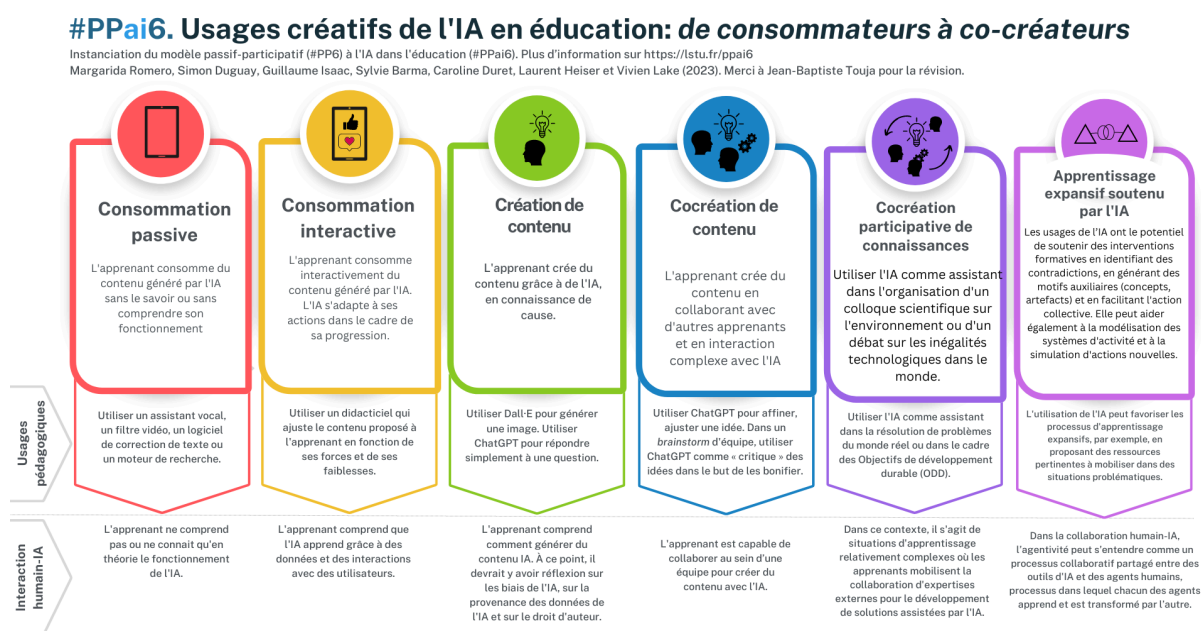 #PPai6. Usages créatifs de l'IA en éducation: de consommateurs à co-créateurs
Instanciation du modèle passif-participatif (#PP6) à l'IA dans l'éducation (#PPai6). Plus d'information sur https://lstu.fr/ppai6
Margarida Romero, Simon Duguay, Guillaume Isaac, Sylvie Barma, Caroline Duret, Laurent Heiser et Vivien Lake (2023). Merci à Jean-Baptiste Touja pour la révision.
Consommation
passive
L'apprenant consomme du
contenu généré par l'IA
sans le savoir ou sans
comprendre son
fonctionnement
Consommation
interactive
L'apprenant consomme
interactivement du
contenu généré par l'IA.
L'IA s'adapte à ses
actions dans le cadre de
sa progression.
Création de
contenu
L'apprenant crée du
contenu grâce à de l'IA,
en connaissance de
cause.
Cocréation de
contenu
L'apprenant crée du
contenu en
collaborant avec
d'autres apprenants
et en interaction
complexe avec l'IA
Cocréation
participative de
connaissances
Utiliser l'IA comme assistant
dans l'organisation d'un
colloque scientifique sur
l'environnement ou d'un
débat sur les inégalités
technologiques dans le
monde.
Apprentissage
expansif soutenu
par l'IA
Les usages de l'IA ont le potentiel
de soutenir des interventions
formatives en identifiant des
contradictions, en générant des
motifs auxiliaires (concepts,
artefacts) et en facilitant l'action
collective. Elle peut aider
également à la modélisation des
systèmes d'activité et à la
simulation d'actions nouvelles.
Usages
pédagogiques
Utiliser un assistant vocal,
un filtre vidéo, un logiciel
de correction de texte ou
un moteur de recherche.
Utiliser un didacticiel qui
ajuste le contenu proposé à
l'apprenant en fonction de
ses forces et de ses
faiblesses.
Utiliser Dall·E pour générer
une image. Utiliser
ChatGPT pour répondre
simplement à une question.
Utiliser ChatGPT pour affiner,
ajuster une idée. Dans un
brainstorm d'équipe, utiliser
ChatGPT comme « critique » des
idées dans le but de les bonifier.
Utiliser l'IA comme assistant
dans la résolution de problèmes
du monde réel ou dans le cadre
des Objectifs de développement
durable (ODD).
L'utilisation de l'IA peut favoriser les
processus d'apprentissage
expansifs, par exemple, en
proposant des ressources
pertinentes à mobiliser dans des
situations problématiques.
Interaction
humain-IA
L'apprenant ne comprend
pas ou ne connait qu'en
théorie le fonctionnement
de l'IA.
L'apprenant comprend que
l'IA apprend grâce à des
données et des interactions
avec des utilisateurs.
L'apprenant comprend
comment générer du
contenu IA. À ce point, il
devrait y avoir réflexion sur
les biais de l'IA, sur la
provenance des données de
l'IA et sur le droit d'auteur.
L'apprenant est capable de
collaborer au sein d'une
équipe pour créer du
contenu avec l'IA.
Dans ce contexte, il s'agit de
situations d'apprentissage
relativement complexes où les
apprenants mobilisent la
collaboration d'expertises
externes pour le développement
de solutions assistées par l'IA.
Dans la collaboration humain-IA,
l'agentivité peut s'entendre comme un
processus collaboratif partagé entre des
outils d'IA et des agents humains,
processus dans lequel chacun des agents
apprend et est transformé par l'autre.